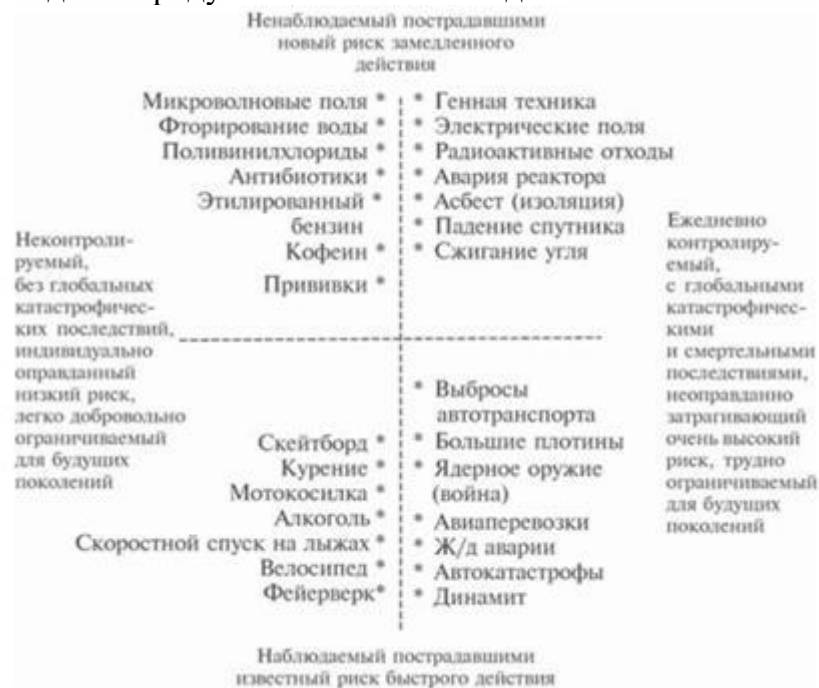 Ненаблюдаемый пострадавшими
новый риск замедленного
действия
Микроволновые поля * * Генная техника
Фторирование воды * * Электрические поля
Поливинилхлориды * * Радиоактивные отходы
Антибиотики * * Авария реактора
Этилированный * * Асбест (изоляция)
бензин * Падение спутника
Кофеин * * Сжигание угля
Прививки *
Неконтроли-
руемый,
без глобальных
катастрофичес-
ких последствий,
индивидуально
оправданный
низкий риск,
легко добровольно
ограничиваемый
для будущих
поколений
Ежедневно
контролиру-
емый,
с глобальными
катастрофичес-
кими
и смертельными
последствиями,
неоправданно
затрагивающий
очень высокий
риск, трудно
ограничиваемый
для будущих
поколений
* Выбросы
автотранспорта
Скейтборд * * Большие плотины
Курение * * Ядерное оружие
Мотокосилка * (война)
Алкоголь * * Авиаперевозки
Скоростной спуск на лыжах * * Ж/д аварии
Велосипед * * Автокатастрофы
Фейерверк* * Динамит
Наблюдаемый пострадавшими
известный риск быстрого действия